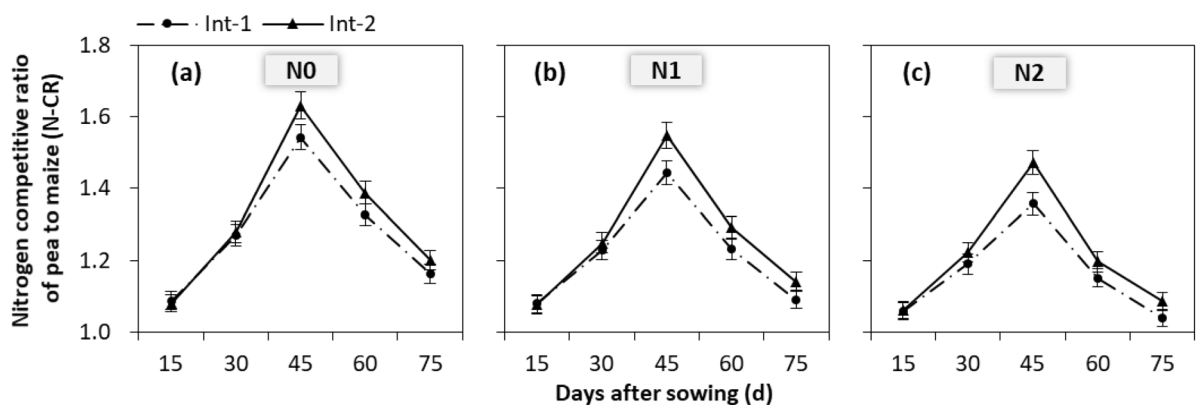 Int-1 Int-2
Nitrogen competitive ratio
of pea to maize (N-CR)
1.8
1.6
1.4
1.2
1.0
(a) N0
(b) N1
(c) N2
15 30 45 60 75 15 30 45 60 75 15 30 45 60 75
Days after sowing (d)